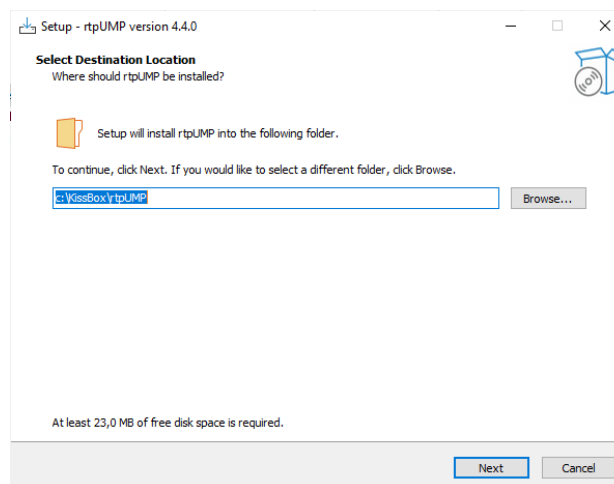 Setup - rtpUMP version 4.4.0
Select Destination Location
Where should rtpUMP be installed?
Setup will install rtpUMP into the following folder.
To continue, click Next. If you would like to select a different folder, click Browse.
c:\KissBox\rtpUMP
Browse...
At least 23,0 MB of free disk space is required.
Next
Cancel